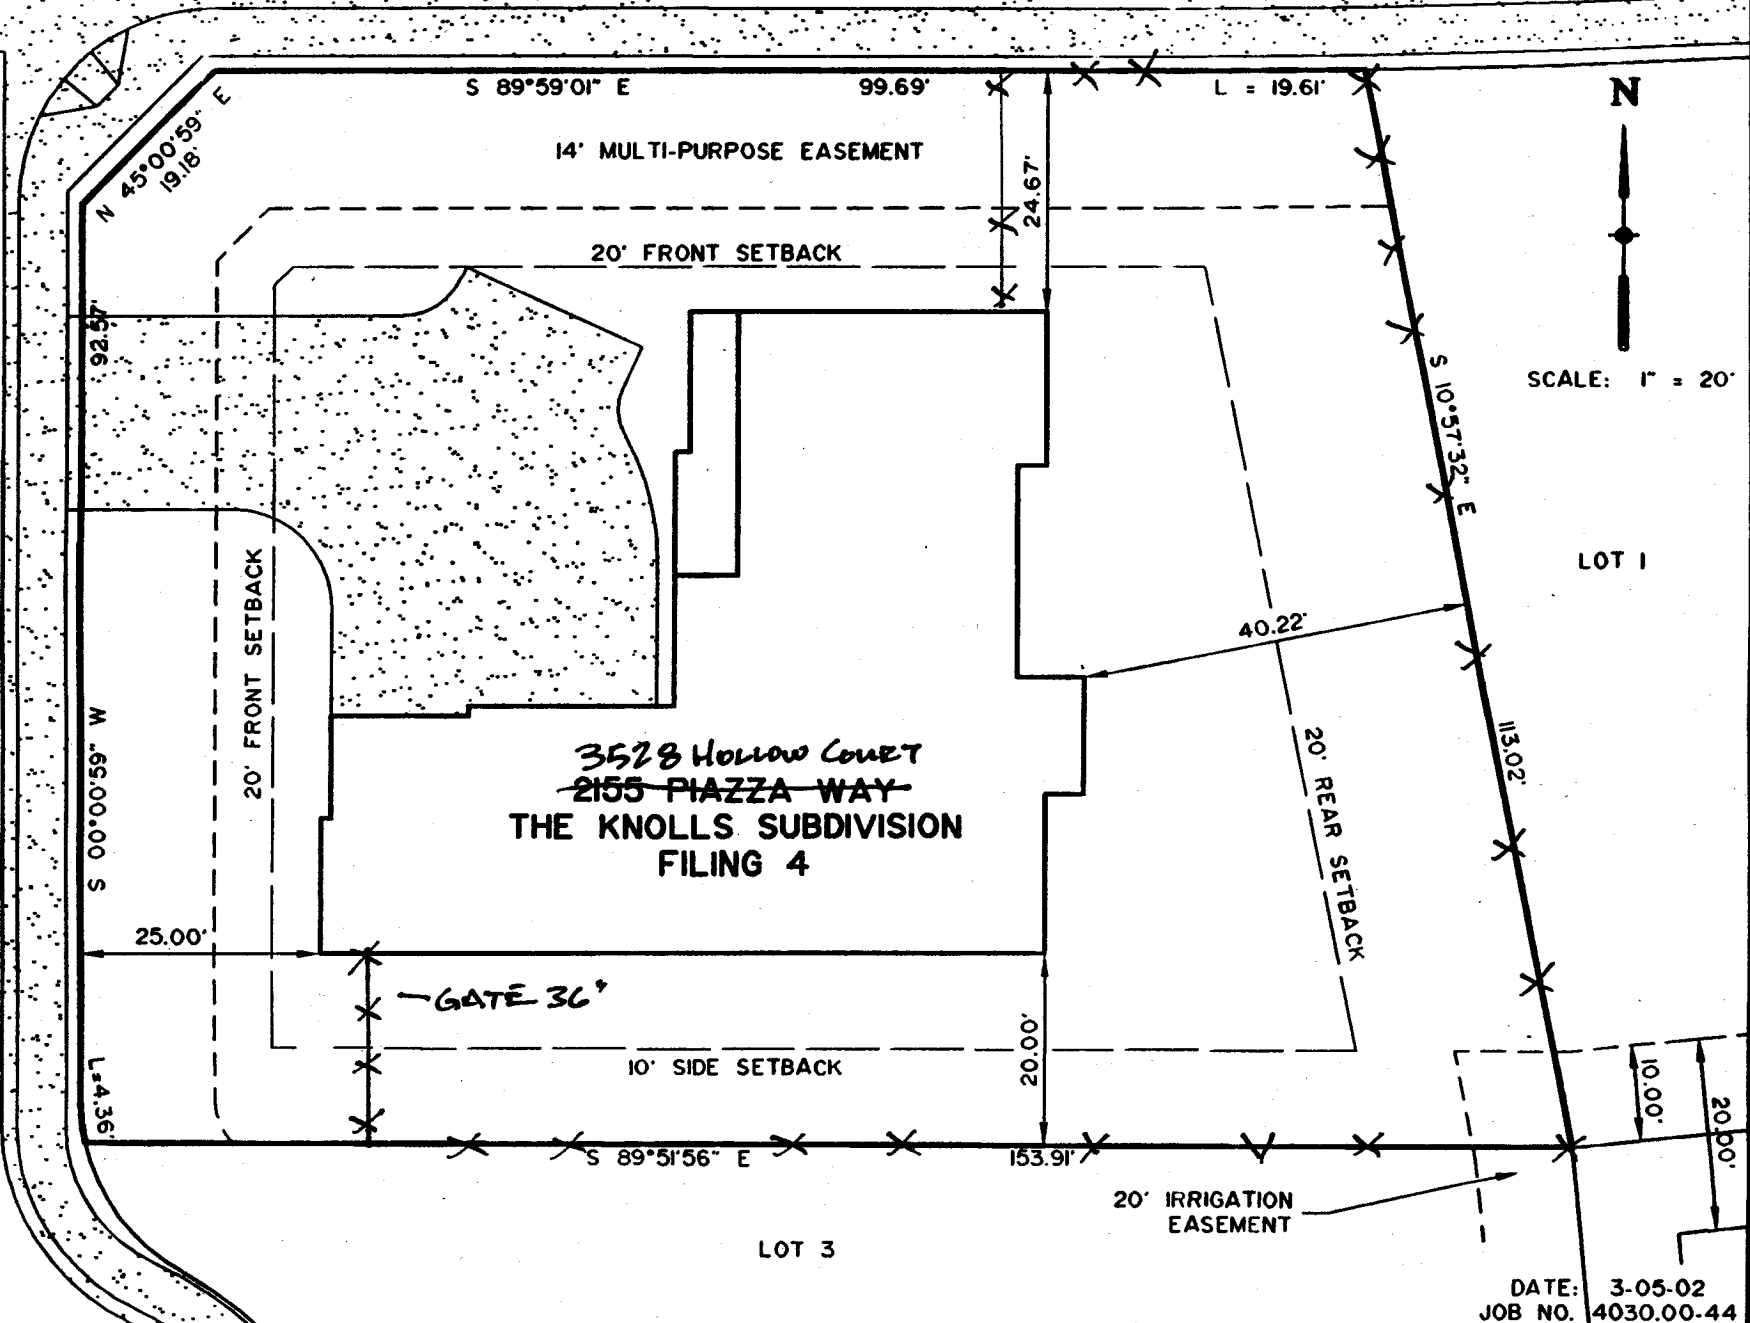 S 89°59'01" E
99.69'
L = 19.61'
N
N 45°00'59" E
19.18'
14' MULTI-PURPOSE EASEMENT
24.67'
20' FRONT SETBACK
92.57'
S 10°57'32" E
SCALE: 1" = 20'
LOT 1
20' FRONT SETBACK
40.22'
S 00°00'59" W
113.02'
3528 HOLLOW COURT
2155 PIAZZA WAY
THE KNOLLS SUBDIVISION
FILING 4
20' REAR SETBACK
25.00'
GATE 36"
20.00'
10' SIDE SETBACK
L=4.36'
10.00'
20.00'
S 89°51'56" E
153.91'
20' IRRIGATION
EASEMENT
LOT 3
DATE: 3-05-02
JOB NO. 4030.00-44